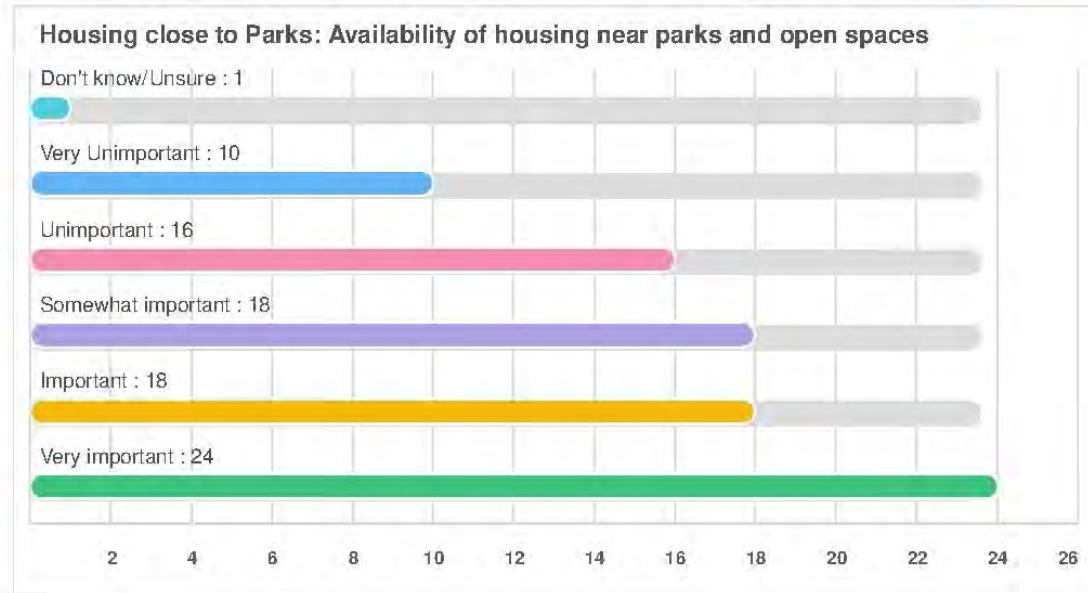 Housing close to Parks: Availability of housing near parks and open spaces
Don't know/Unsure : 1
Very Unimportant : 10
Unimportant : 16
Somewhat important : 18
Important : 18
Very important : 24
2 4 6 8 10 12 14 16 18 20 22 24 26